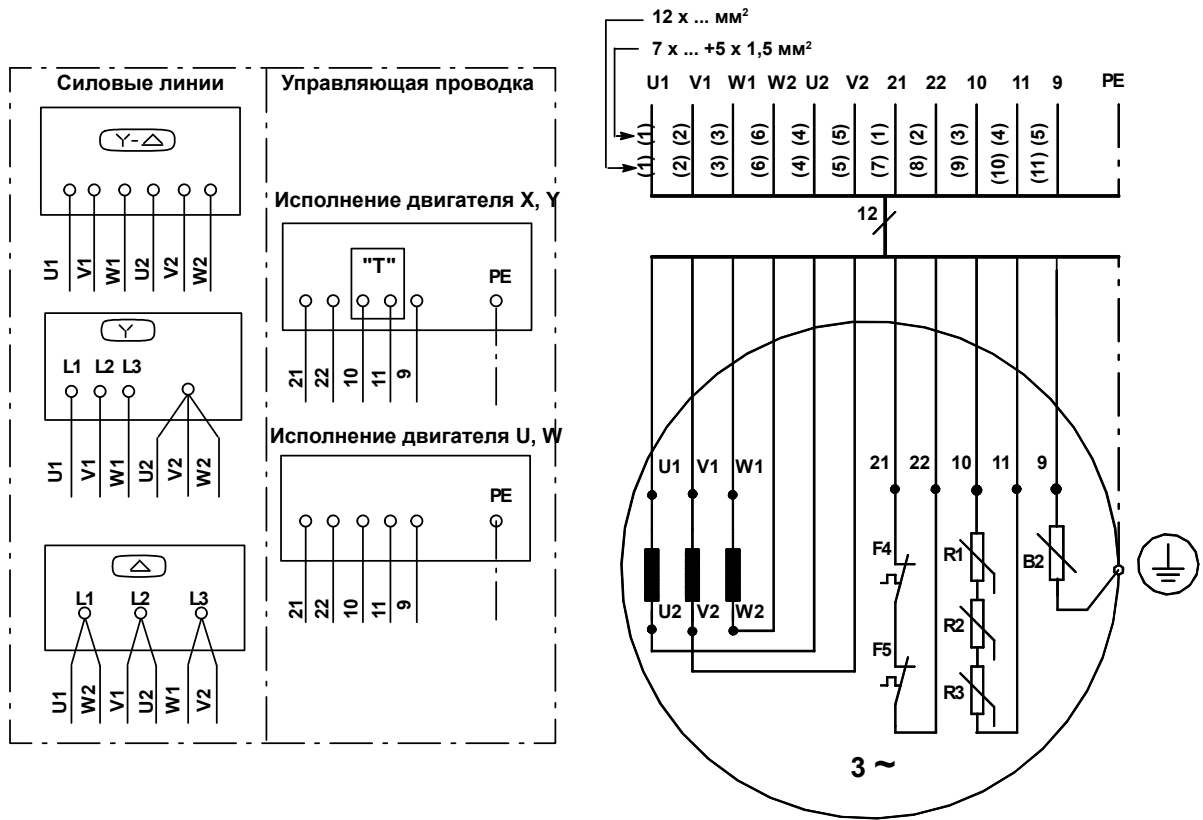 Силовые линии
Y-△
U1 V1 W1 U2 V2 W2
Y
L1 L2 L3
U1 V1 W1 U2 V2 W2
△
L1 L2 L3
U1 W2 V1 U2 W1 V2
Управляющая проводка
Исполнение двигателя X, Y
"T"
PE
21 22 10 11 9
Исполнение двигателя U, W
PE
21 22 10 11 9
12 x ... мм²
7 x ... +5 x 1,5 мм²
U1 V1 W1 W2 U2 V2 21 22 10 11 9 PE
(1) (2) (3) (6) (4) (5) (1) (2) (3) (4) (5)
(1) (2) (3) (6) (4) (5) (7) (8) (9) (10) (11)
12
U1 V1 W1 21 22 10 11 9
F4 R1 B2
U2 V2 W2 R2
F5 R3
3 ~